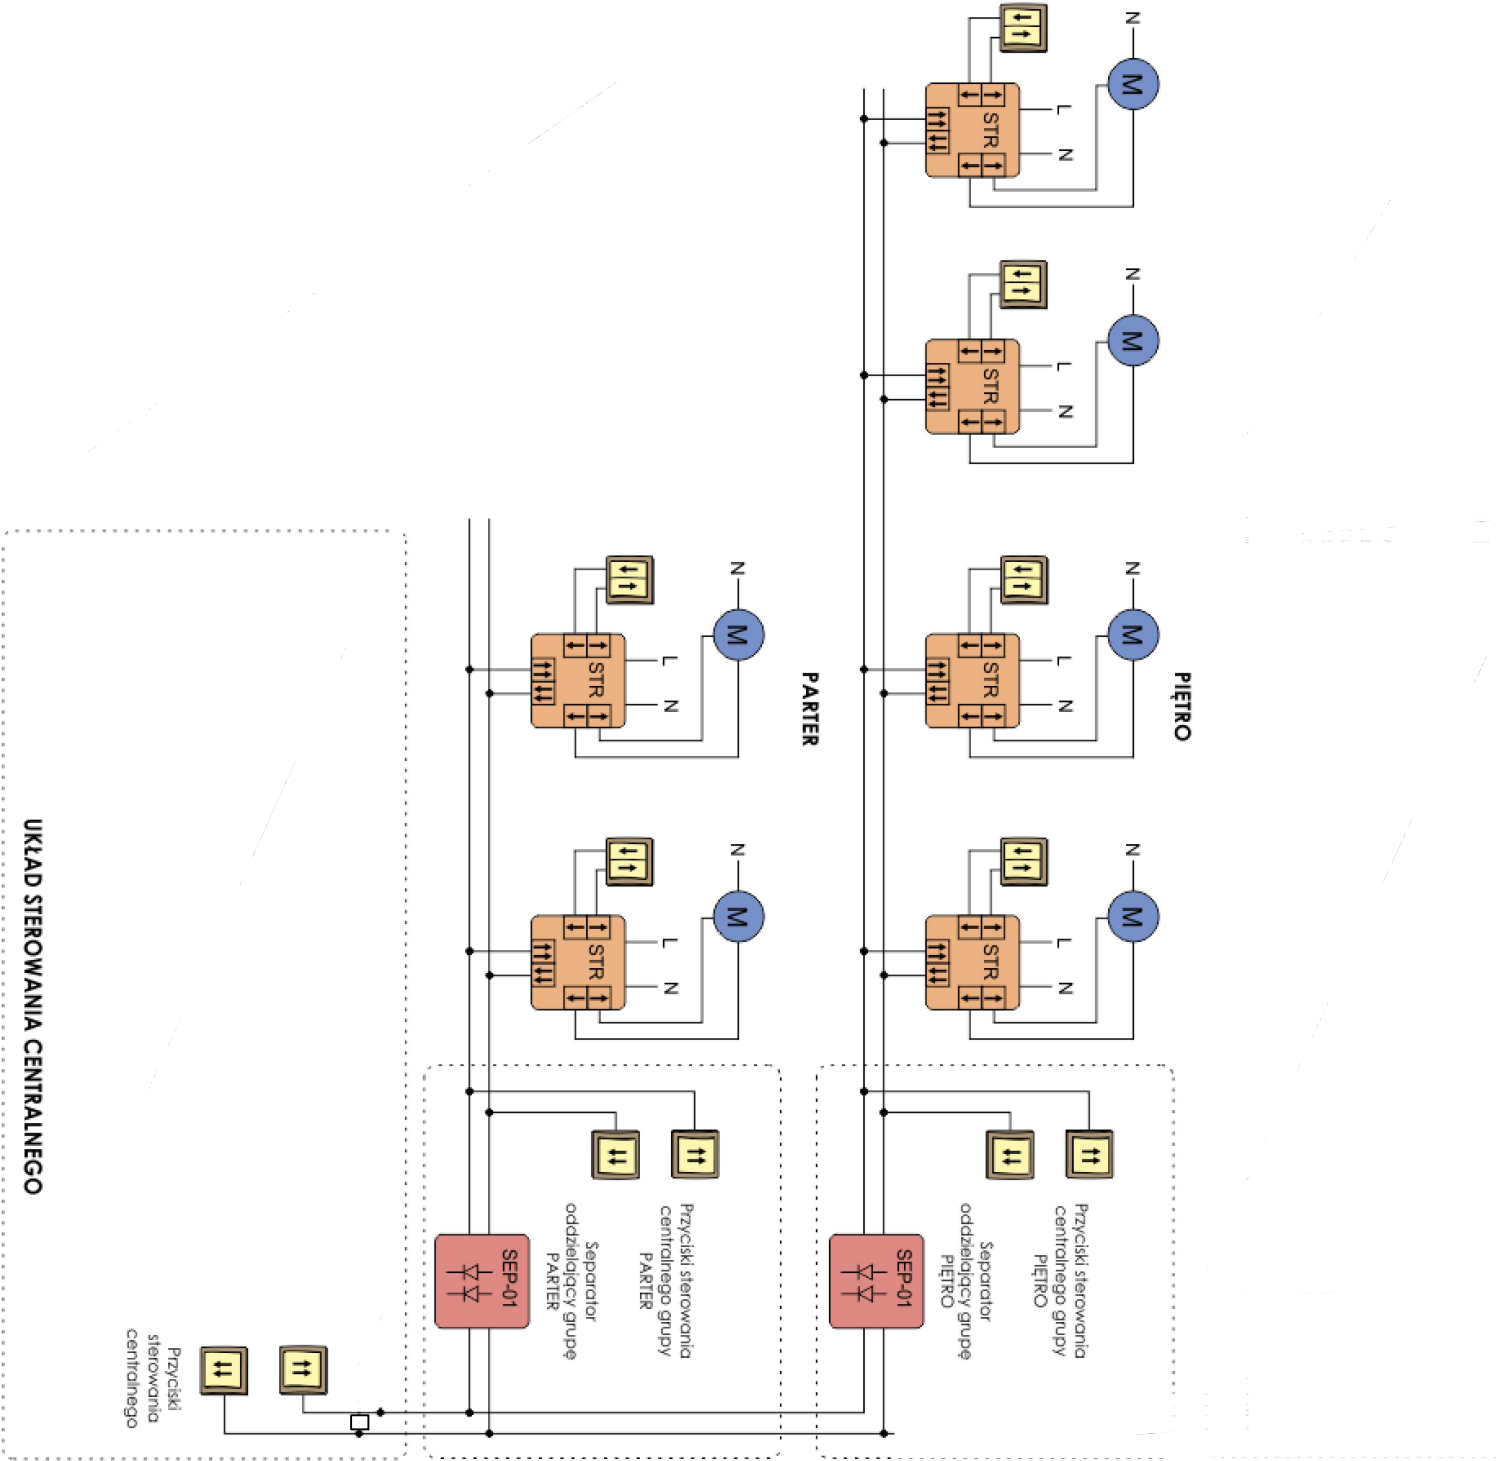 PIĘTRO
N
M
N
M
N
M
N
M
L
N
L
N
L
N
L
N
STR
STR
STR
STR
Przyciski sterowania
centralnego grupy
PIĘTRO
Separator
oddzielający grupę
PIĘTRO
SEP-01
PARTER
N
M
N
M
L
N
L
N
STR
STR
Przyciski sterowania
centralnego grupy
PARTER
Separator
oddzielający grupę
PARTER
SEP-01
Przyciski
sterowania
centralnego
UKŁAD STEROWANIA CENTRALNEGO